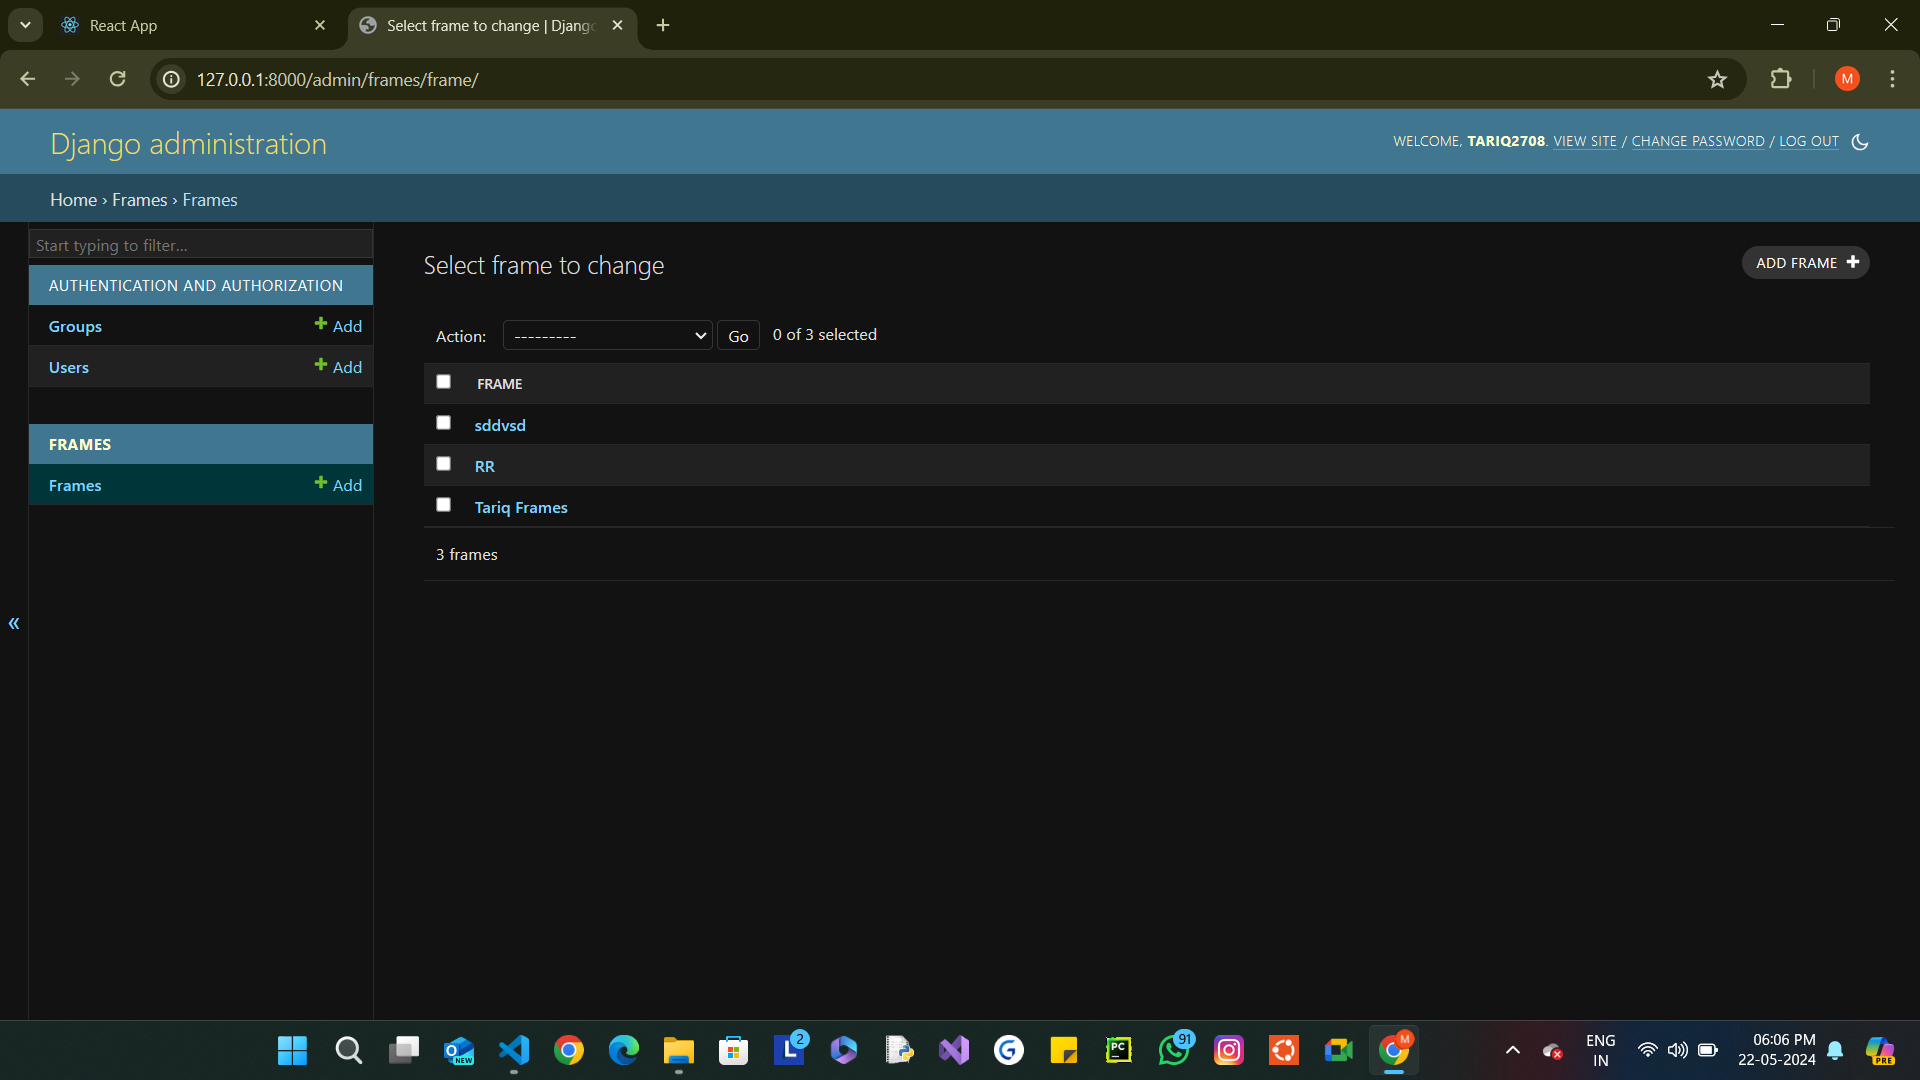 React App
Select frame to change | Django
127.0.0.1:8000/admin/frames/frame/
M
Django administration
WELCOME, TARIQ2708. VIEW SITE / CHANGE PASSWORD / LOG OUT
Home › Frames › Frames
Start typing to filter...
AUTHENTICATION AND AUTHORIZATION
Groups
Add
Users
Add
FRAMES
Frames
Add
«
Select frame to change
ADD FRAME
Action: --------- Go 0 of 3 selected
FRAME
sddvsd
RR
Tariq Frames
3 frames
NEW
L
2
G
PC
91
M
ENG
IN
06:06 PM
22-05-2024
PRE